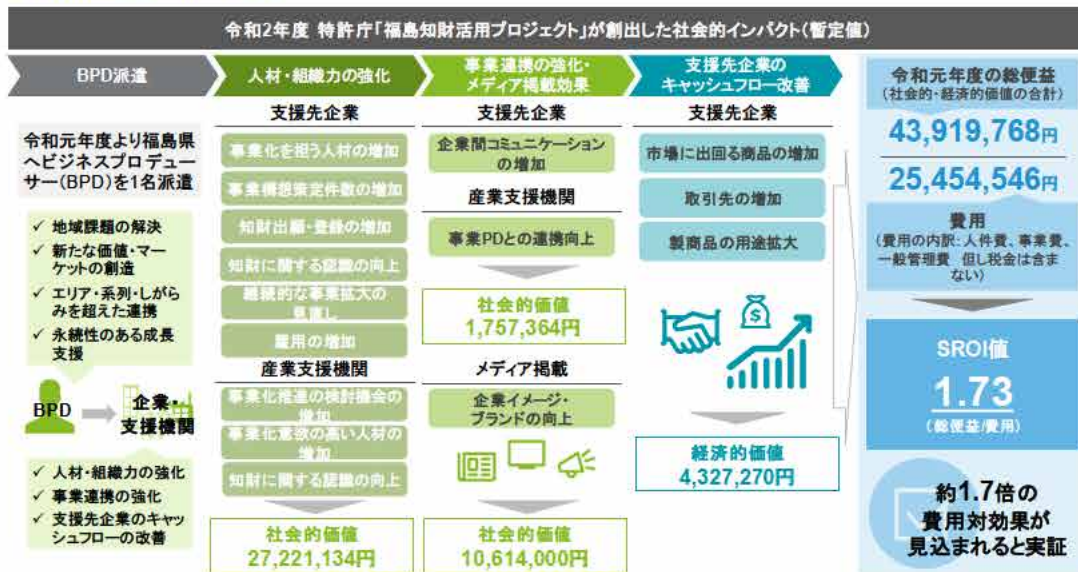 令和2年度 特許庁「福島知財活用プロジェクト」が創出した社会的インパクト(暫定値)
BPD派遣
令和元年度より福島県
へビジネスプロデュー
サー(BPD)を1名派遣
✓ 地域課題の解決
✓ 新たな価値・マー
ケットの創造
✓ エリア・系列・しがら
みを超えた連携
✓ 永続性のある成長
支援
BPD
企業・
支援機関
✓ 人材・組織力の強化
✓ 事業連携の強化
✓ 支援先企業のキャッ
シュフローの改善
人材・組織力の強化
支援先企業
事業化を担う人材の増加
事業構想策定件数の増加
知財出願・登録の増加
知財に関する認識の向上
継続的な事業拡大の
見通し
雇用の増加
産業支援機関
事業化推進の検討機会の
増加
事業化意欲の高い人材の
増加
知財に関する認識の向上
社会的価値
27,221,134円
事業連携の強化・
メディア掲載効果
支援先企業
企業間コミュニケーション
の増加
産業支援機関
事業PDとの連携向上
社会的価値
1,757,364円
メディア掲載
企業イメージ・
ブランドの向上
社会的価値
10,614,000円
支援先企業の
キャッシュフロー改善
支援先企業
市場に出回る商品の増加
取引先の増加
製商品の用途拡大
$
経済的価値
4,327,270円
令和元年度の総便益
(社会的・経済的価値の合計)
43,919,768円
25,454,546円
費用
(費用の内訳:人件費、事業費、
一般管理費 但し税金は含ま
ない)
SROI値
1.73
(総便益/費用)
約1.7倍の
費用対効果が
見込まれると実証